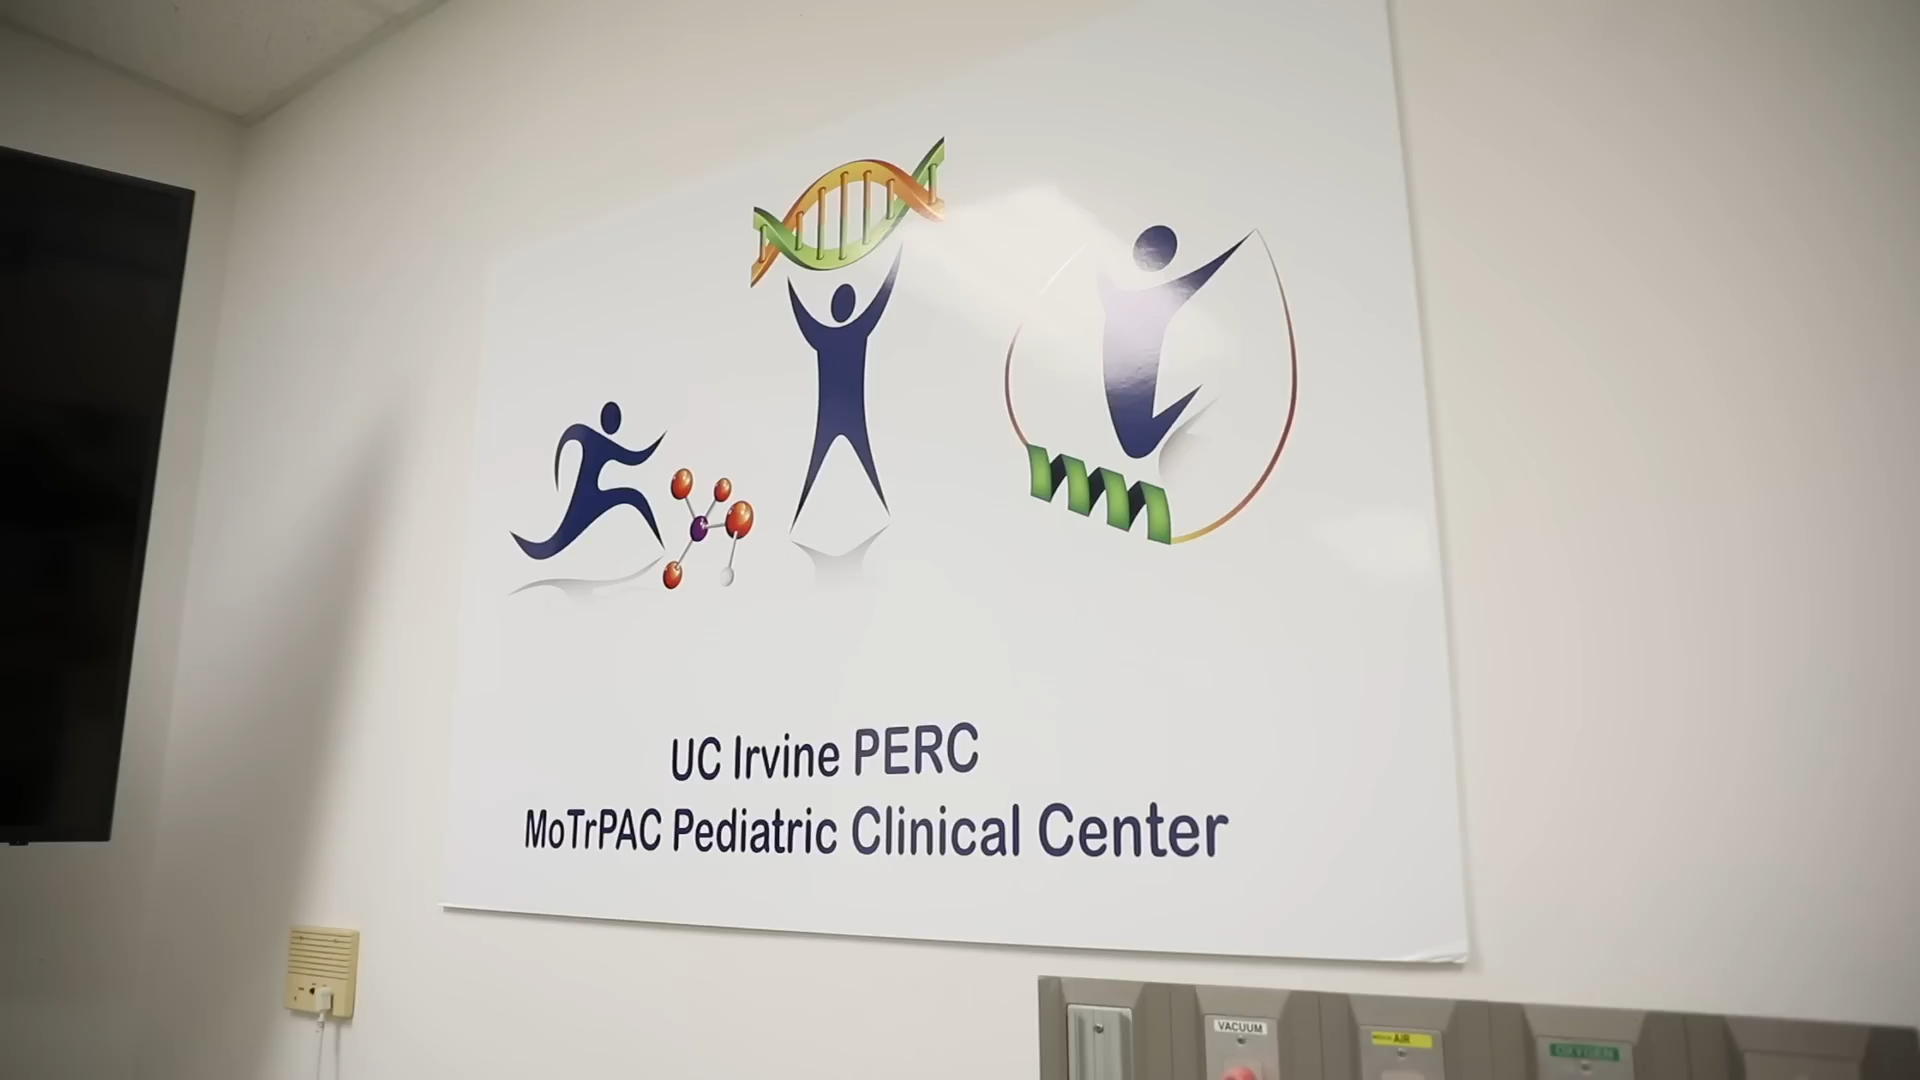 UC Irvine PERC
MoTrPAC Pediatric Clinical Center
VACUUM
AIR
OXYGEN